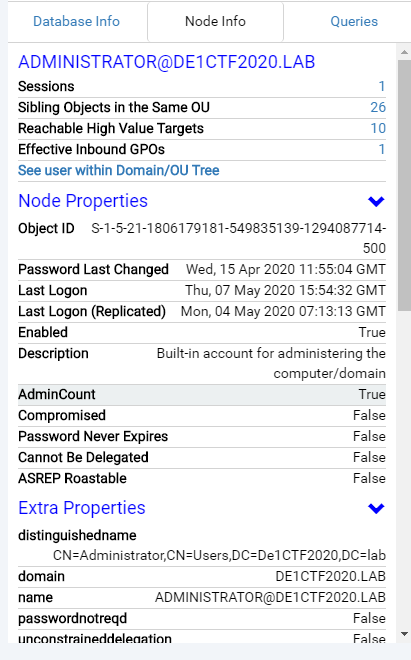 Database Info Node Info Queries
ADMINISTRATOR@DE1CTF2020.LAB
Sessions 1
Sibling Objects in the Same OU 26
Reachable High Value Targets 10
Effective Inbound GPOs 1
See user within Domain/OU Tree
Node Properties
Object ID S-1-5-21-1806179181-549835139-1294087714-
500
Password Last Changed Wed, 15 Apr 2020 11:55:04 GMT
Last Logon Thu, 07 May 2020 15:54:32 GMT
Last Logon (Replicated) Mon, 04 May 2020 07:13:13 GMT
Enabled True
Description Built-in account for administering the
computer/domain
AdminCount True
Compromised False
Password Never Expires False
Cannot Be Delegated False
ASREP Roastable False
Extra Properties
distinguishedname
CN=Administrator,CN=Users,DC=De1CTF2020,DC=lab
domain DE1CTF2020.LAB
name ADMINISTRATOR@DE1CTF2020.LAB
passwordnotreqd False
unconstraineddelegation False